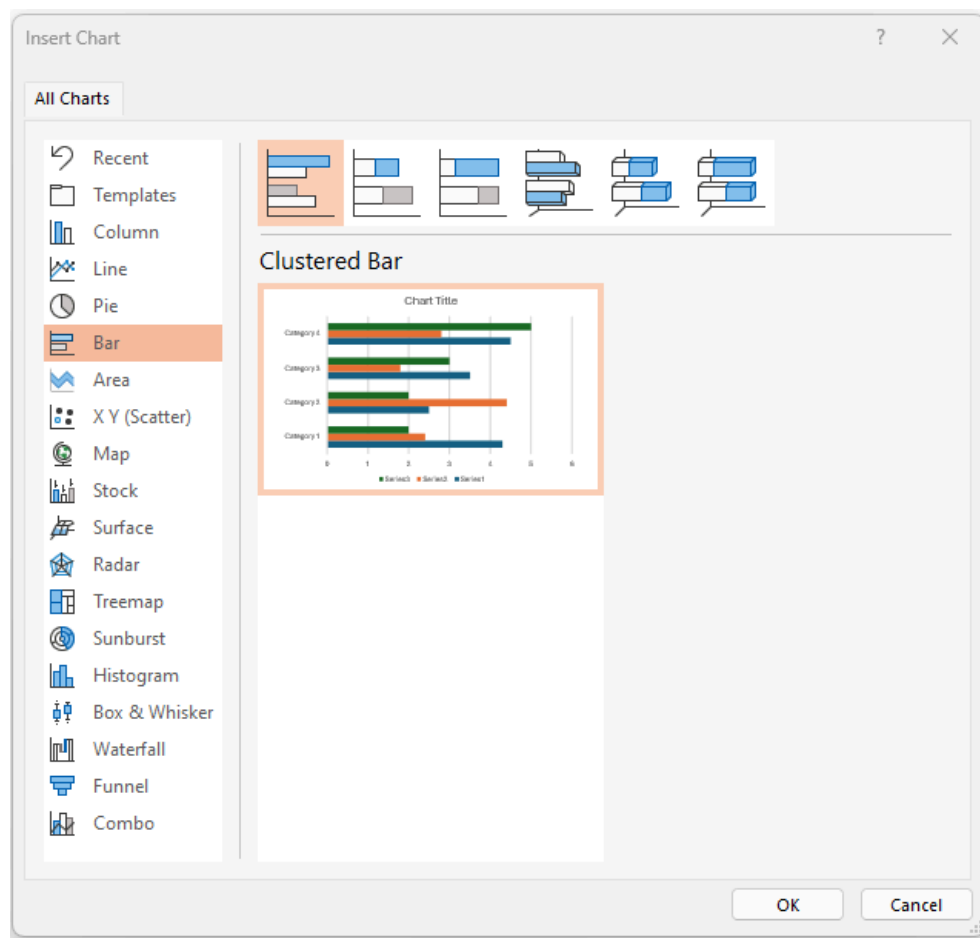 Insert Chart
?
All Charts
Recent
Templates
Column
Line
Pie
Bar
Area
X Y (Scatter)
Map
Stock
Surface
Radar
Treemap
Sunburst
Histogram
Box & Whisker
Waterfall
Funnel
Combo
Clustered Bar
Chart Title
Category 4
Category 3
Category 2
Category 1
0 1 2 3 4 5 6
Series3 Series2 Series1
OK Cancel